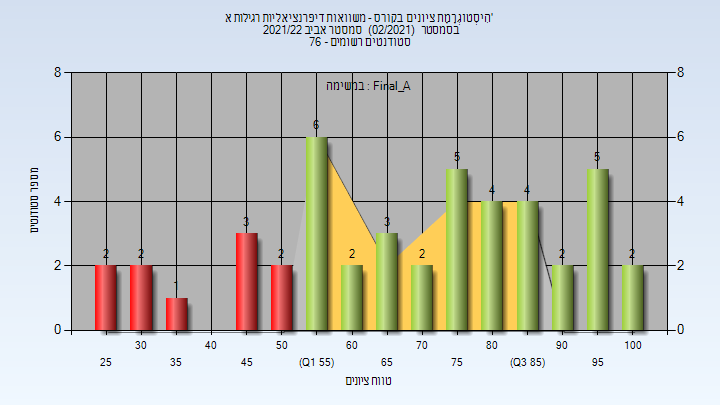 הִיסְטוֹגְרָמַת ציונים בקורס - משוואות דיפרנציאליות רגילות א'
בסמסטר (02/2021) סמסטר אביב 2021/22
סטודנטים רשומים - 76
במשימה : Final_A
מספר סטודנטים
8 8
6 6
4 4
2 2
0 0
2 2 1 3 2 6 2 3 2 5 4 4 2 5 2
30 40 50 60 70 80 90 100
25 35 45 (Q1 55) 65 75 (Q3 85) 95
טווח ציונים